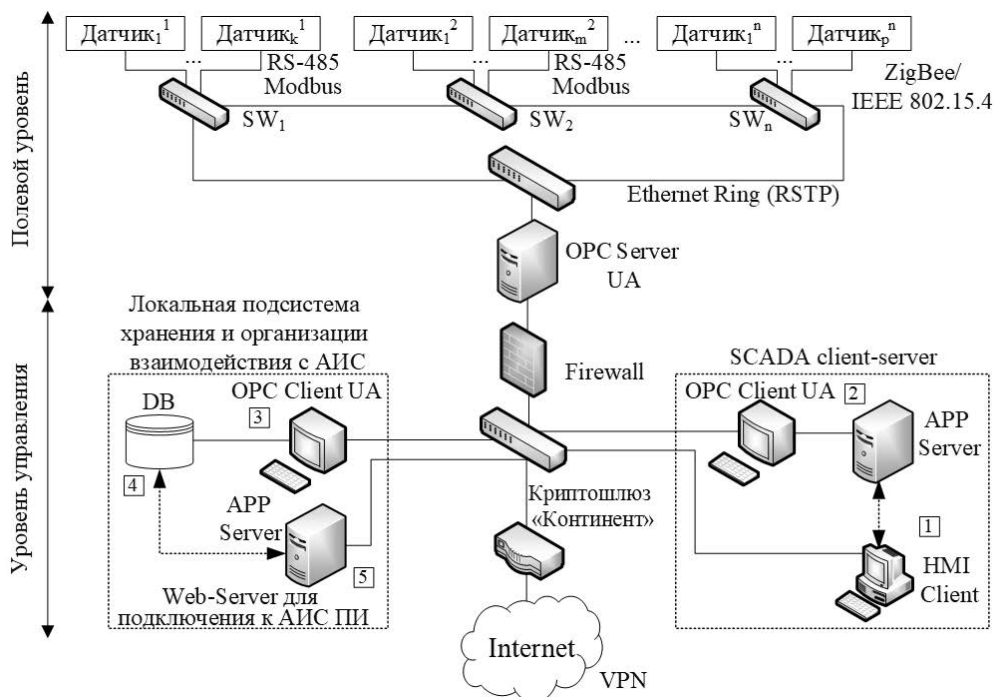 Датчик₁¹
Датчикₖ¹
Датчик₁²
Датчикₘ²
...
Датчик₁ⁿ
Датчикₚⁿ
...
RS-485
Modbus
...
RS-485
Modbus
...
ZigBee/
IEEE 802.15.4
SW₁
SW₂
SWₙ
Ethernet Ring (RSTP)
Полевой уровень
OPC Server
UA
Локальная подсистема
хранения и организации
взаимодействия с АИС
Firewall
SCADA client-server
OPC Client UA
DB
3
OPC Client UA
2
APP
Server
4
APP
Server
5
Криптошлюз
«Континент»
1
HMI
Client
Web-Server для
подключения к АИС ПИ
Уровень управления
Internet
VPN